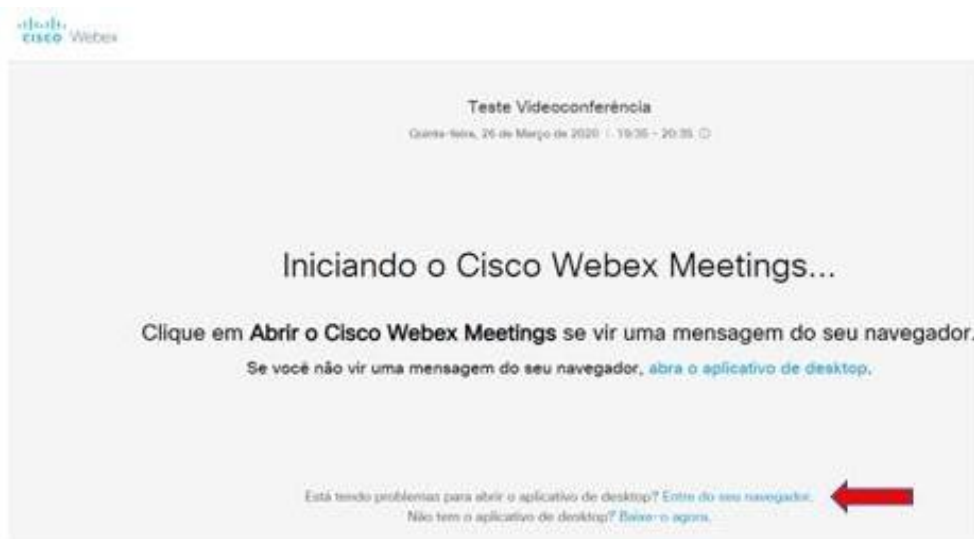 CISCO Webex
Teste Videoconferência
Quinta-feira, 26 de Março de 2020 | 19:35 - 20:35
Iniciando o Cisco Webex Meetings...
Clique em Abrir o Cisco Webex Meetings se vir uma mensagem do seu navegador.
Se você não vir uma mensagem do seu navegador, abra o aplicativo de desktop.
Está tendo problemas para abrir o aplicativo de desktop? Entre do seu navegador.
Não tem o aplicativo de desktop? Baixe-o agora.